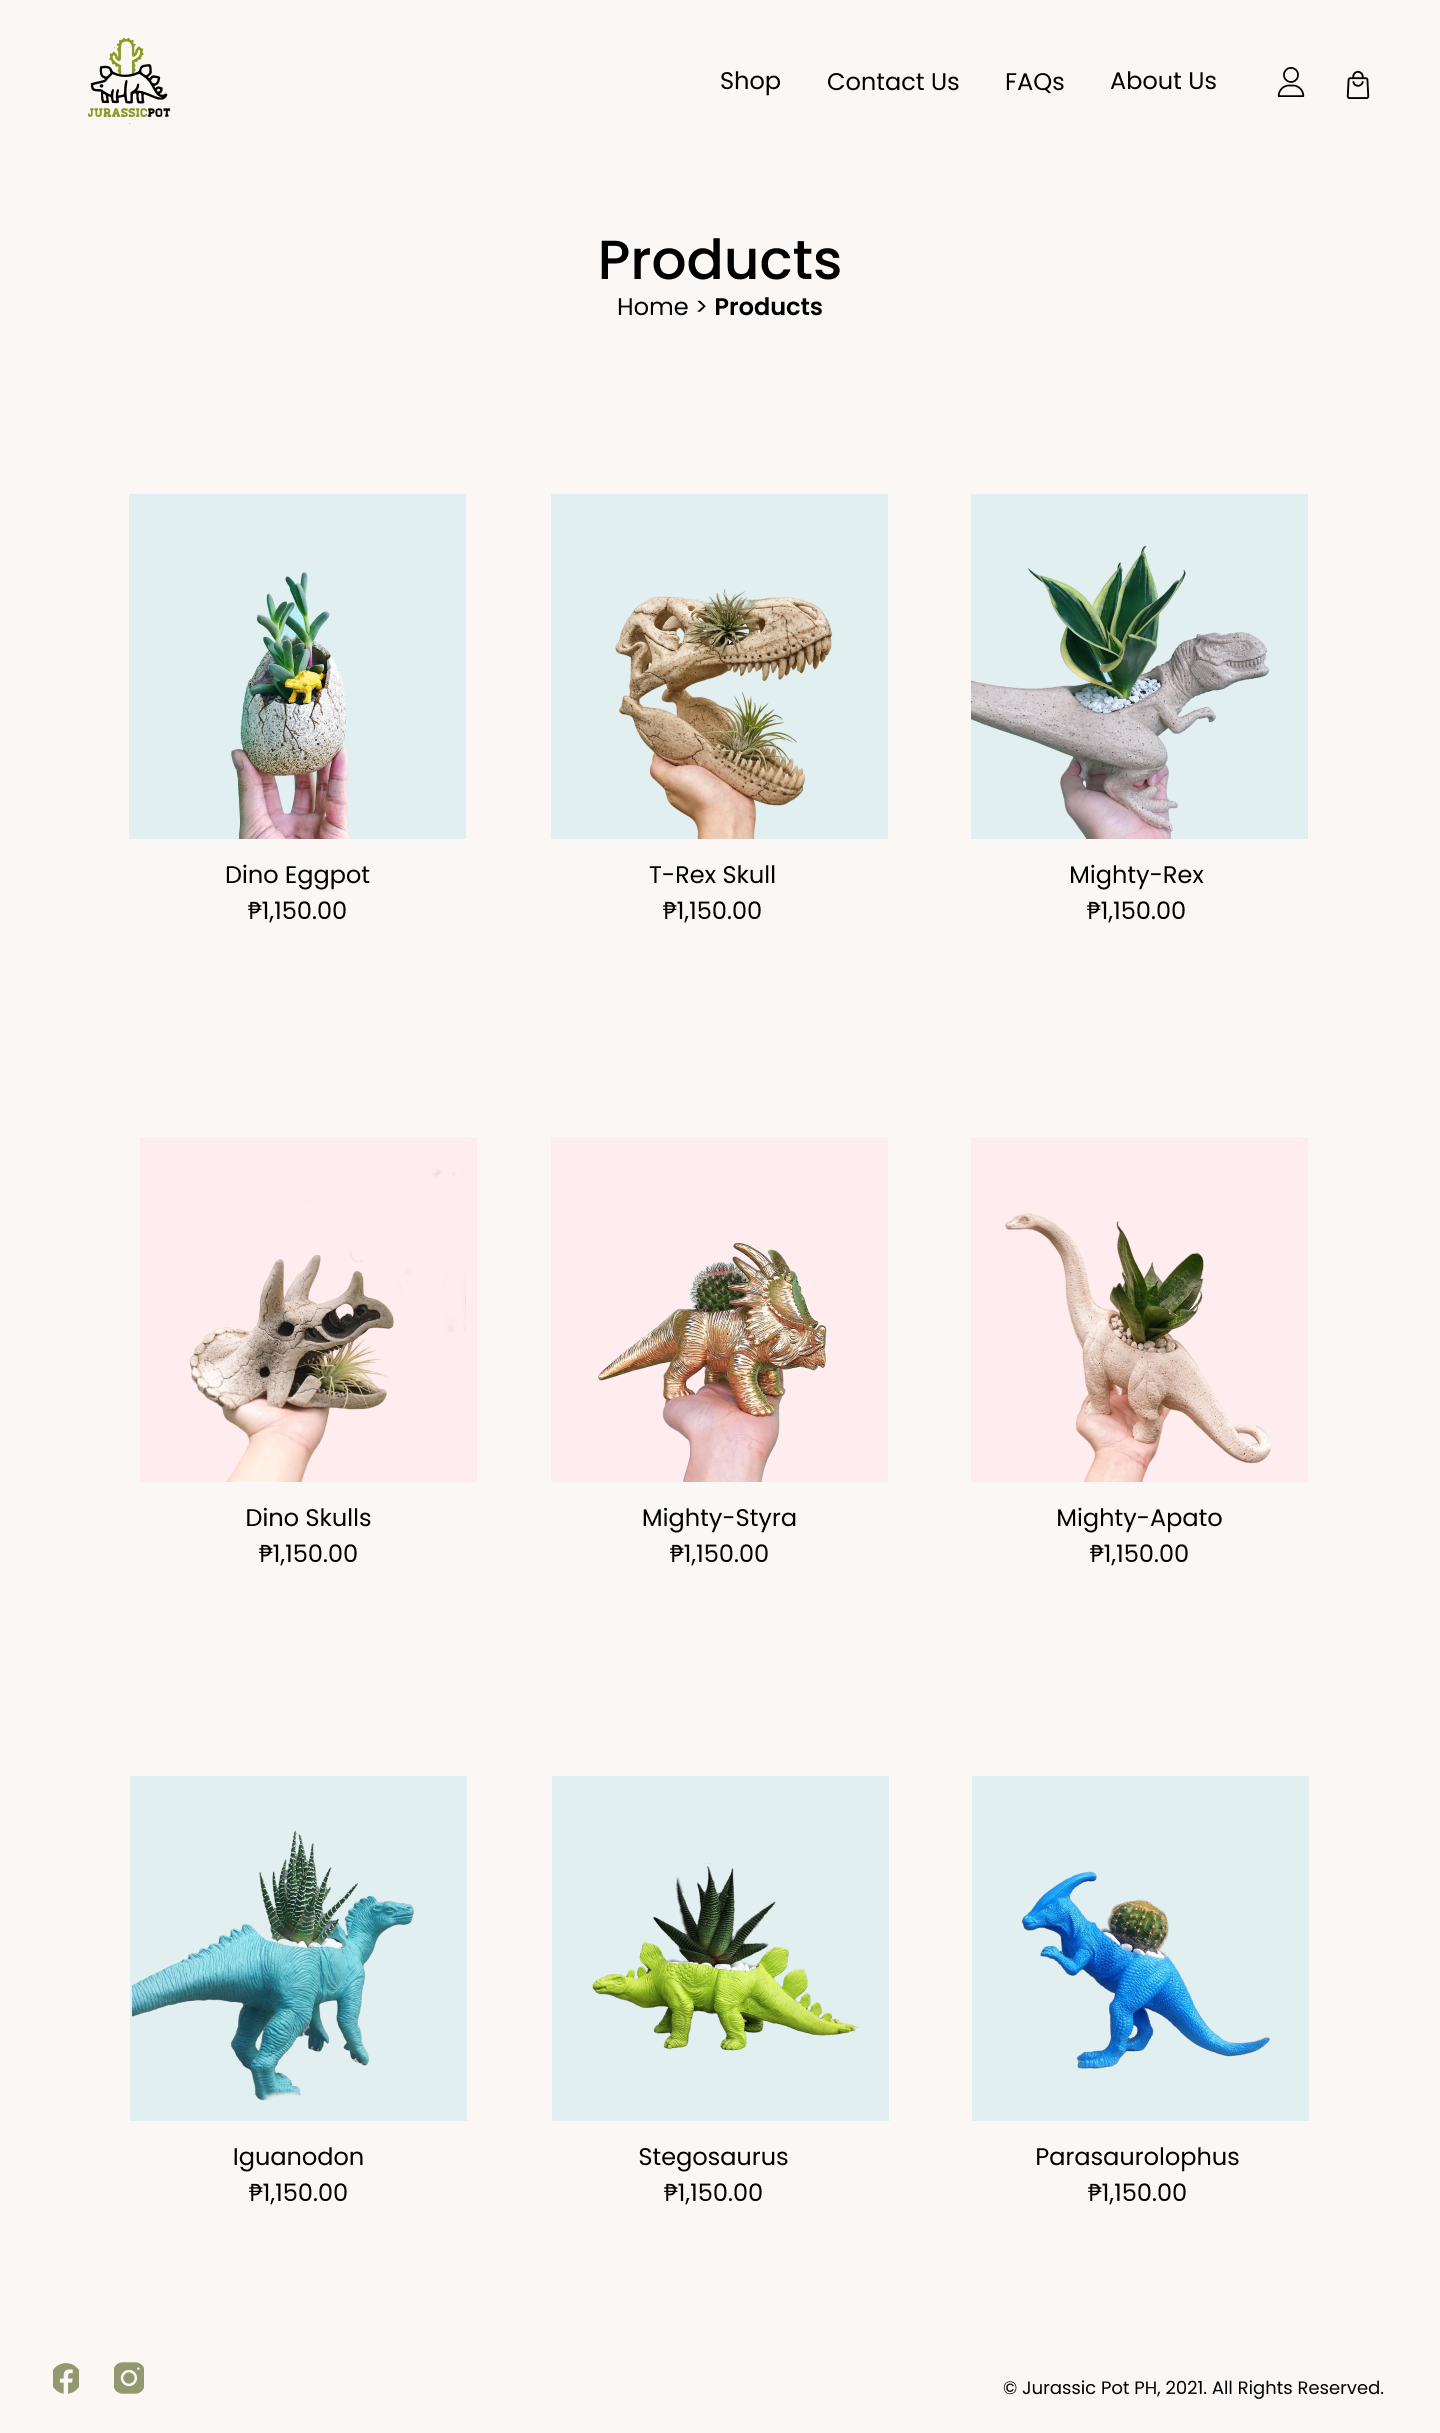 JURASSICPOT
Shop
Contact Us
FAQs
About Us
Products
Home > Products
Dino Eggpot
₱1,150.00
T-Rex Skull
₱1,150.00
Mighty-Rex
₱1,150.00
Dino Skulls
₱1,150.00
Mighty-Styra
₱1,150.00
Mighty-Apato
₱1,150.00
Iguanodon
₱1,150.00
Stegosaurus
₱1,150.00
Parasaurolophus
₱1,150.00
© Jurassic Pot PH, 2021. All Rights Reserved.